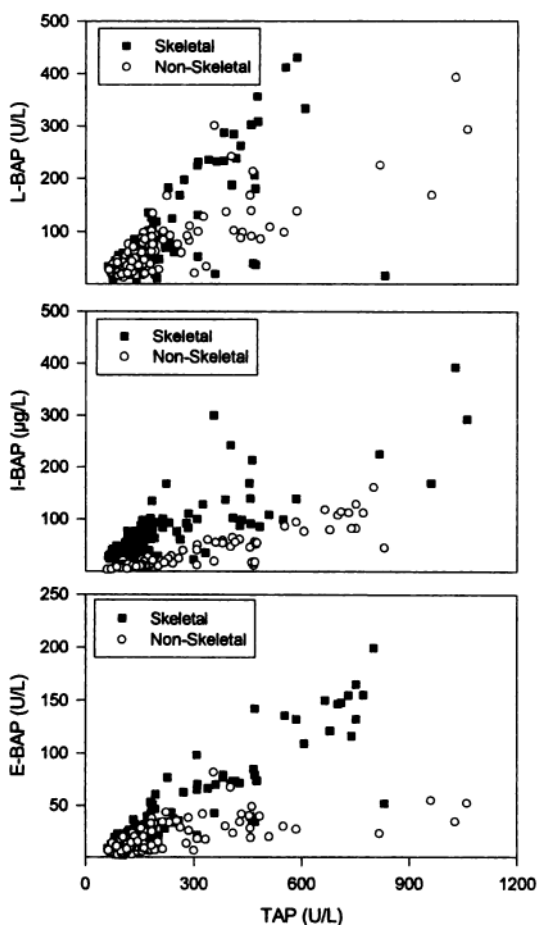 500
400
300
200
100
L-BAP (U/L)
Skeletal
Non-Skeletal
500
400
300
200
100
0
I-BAP (µg/L)
Skeletal
Non-Skeletal
250
200
150
100
50
E-BAP (U/L)
Skeletal
Non-Skeletal
0 300 600 900 1200
TAP (U/L)